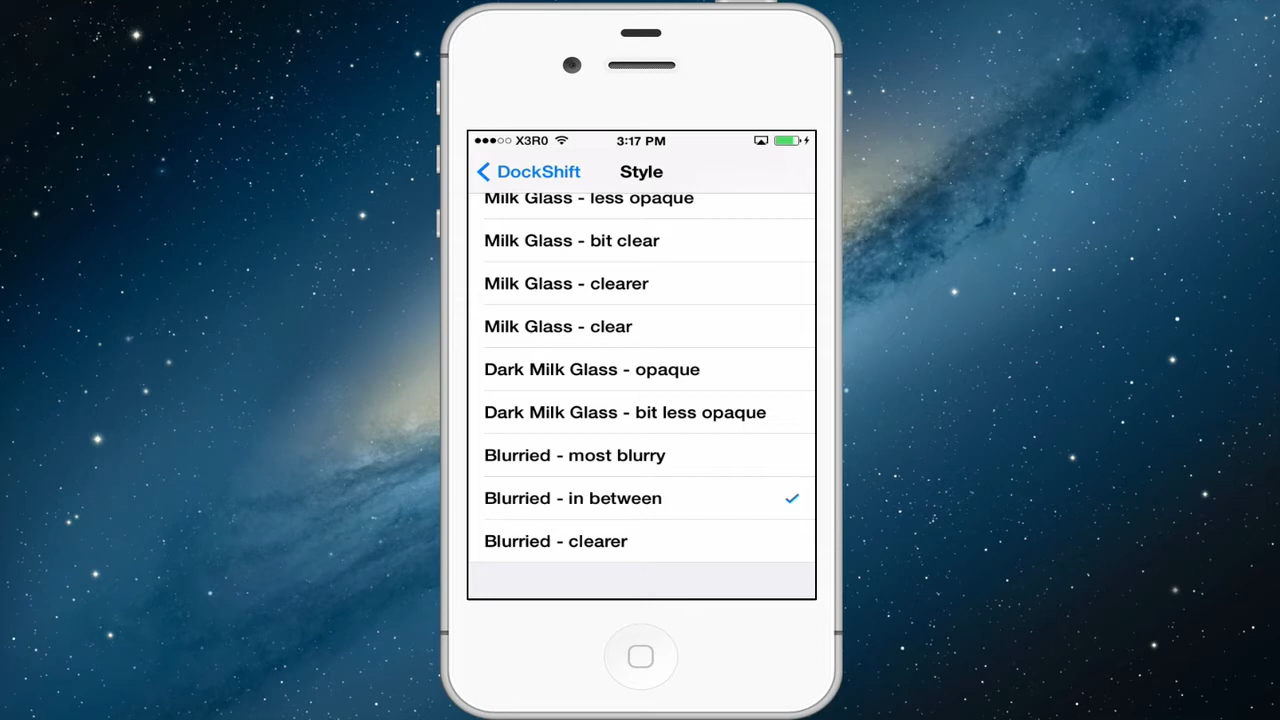 X3R0 3:17 PM
DockShift Style
Milk Glass - less opaque
Milk Glass - bit clear
Milk Glass - clearer
Milk Glass - clear
Dark Milk Glass - opaque
Dark Milk Glass - bit less opaque
Blurried - most blurry
Blurried - in between
Blurried - clearer